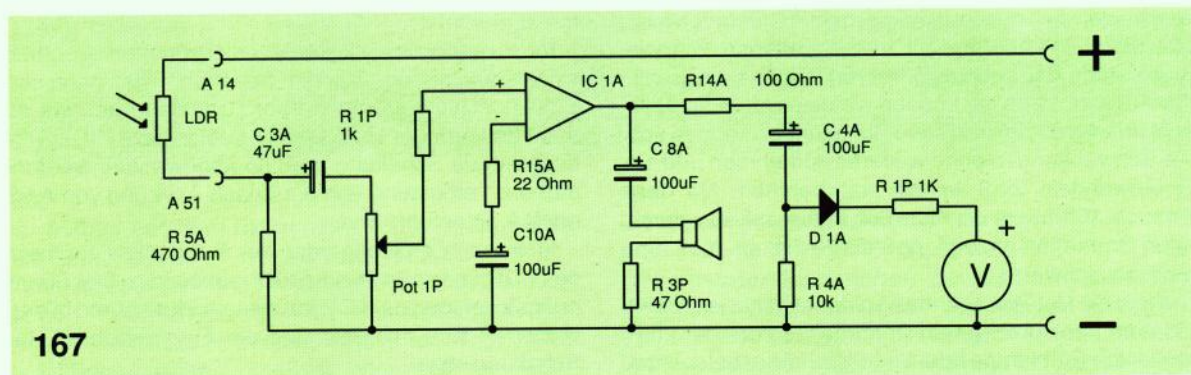 A 14
LDR
A 51
C 3A
47uF
R 5A
470 Ohm
Pot 1P
R 1P
1k
+
-
IC 1A
R15A
22 Ohm
C10A
100uF
C 8A
100uF
R14A
100 Ohm
R 3P
47 Ohm
C 4A
100uF
D 1A
R 4A
10k
R 1P 1K
+
V
+
−
167